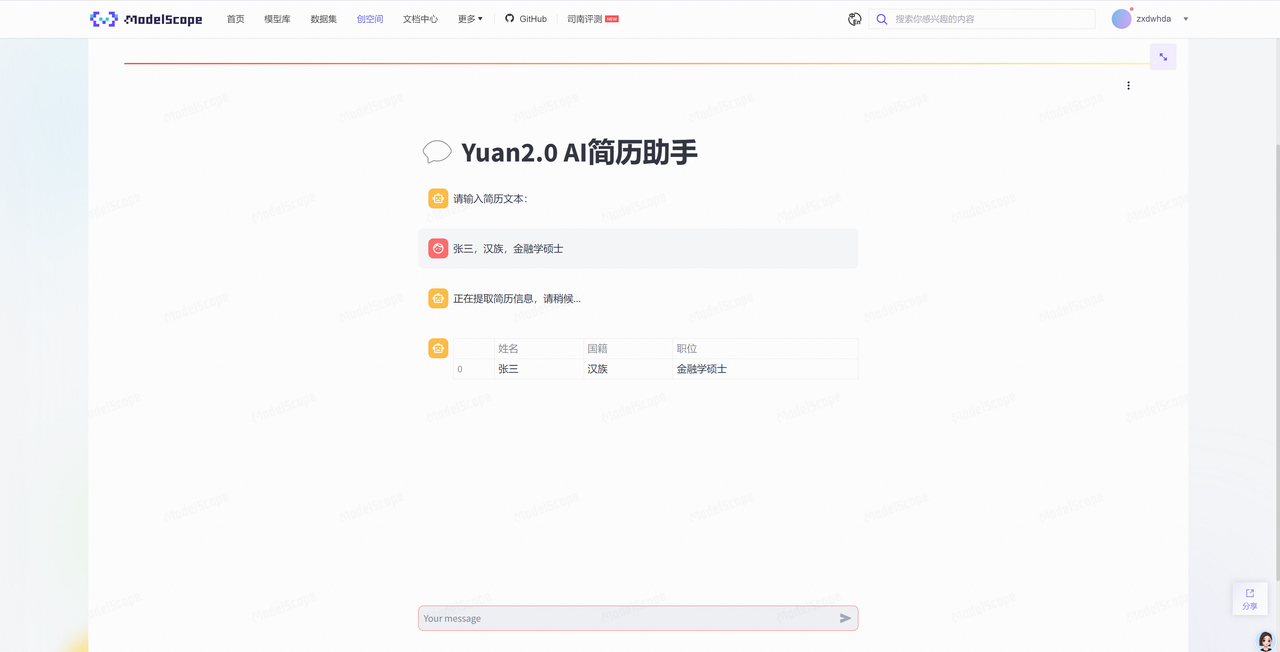 ModelScope 首页 模型库 数据集 创空间 文档中心 更多 GitHub 司南评测 NEW 搜索你感兴趣的内容 zxdwhda
Yuan2.0 AI简历助手
请输入简历文本：
张三，汉族，金融学硕士
正在提取简历信息，请稍候...
姓名 国籍 职位
0 张三 汉族 金融学硕士
Your message
分享